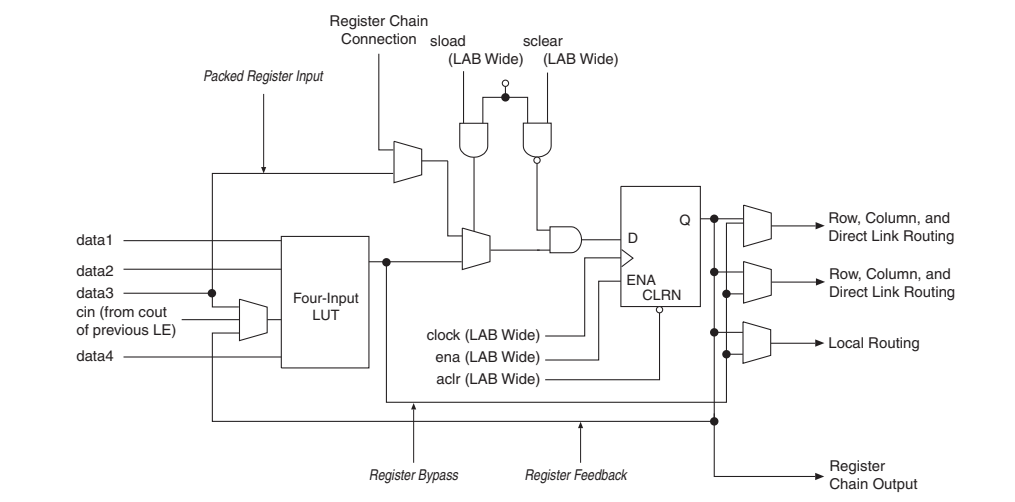 Register Chain
Connection
sload
(LAB Wide)
sclear
(LAB Wide)
Packed Register Input
data1
data2
data3
cin (from cout
of previous LE)
data4
Four-Input
LUT
Q
D
ENA
CLRN
clock (LAB Wide)
ena (LAB Wide)
aclr (LAB Wide)
Row, Column, and
Direct Link Routing
Row, Column, and
Direct Link Routing
Local Routing
Register Bypass
Register Feedback
Register
Chain Output